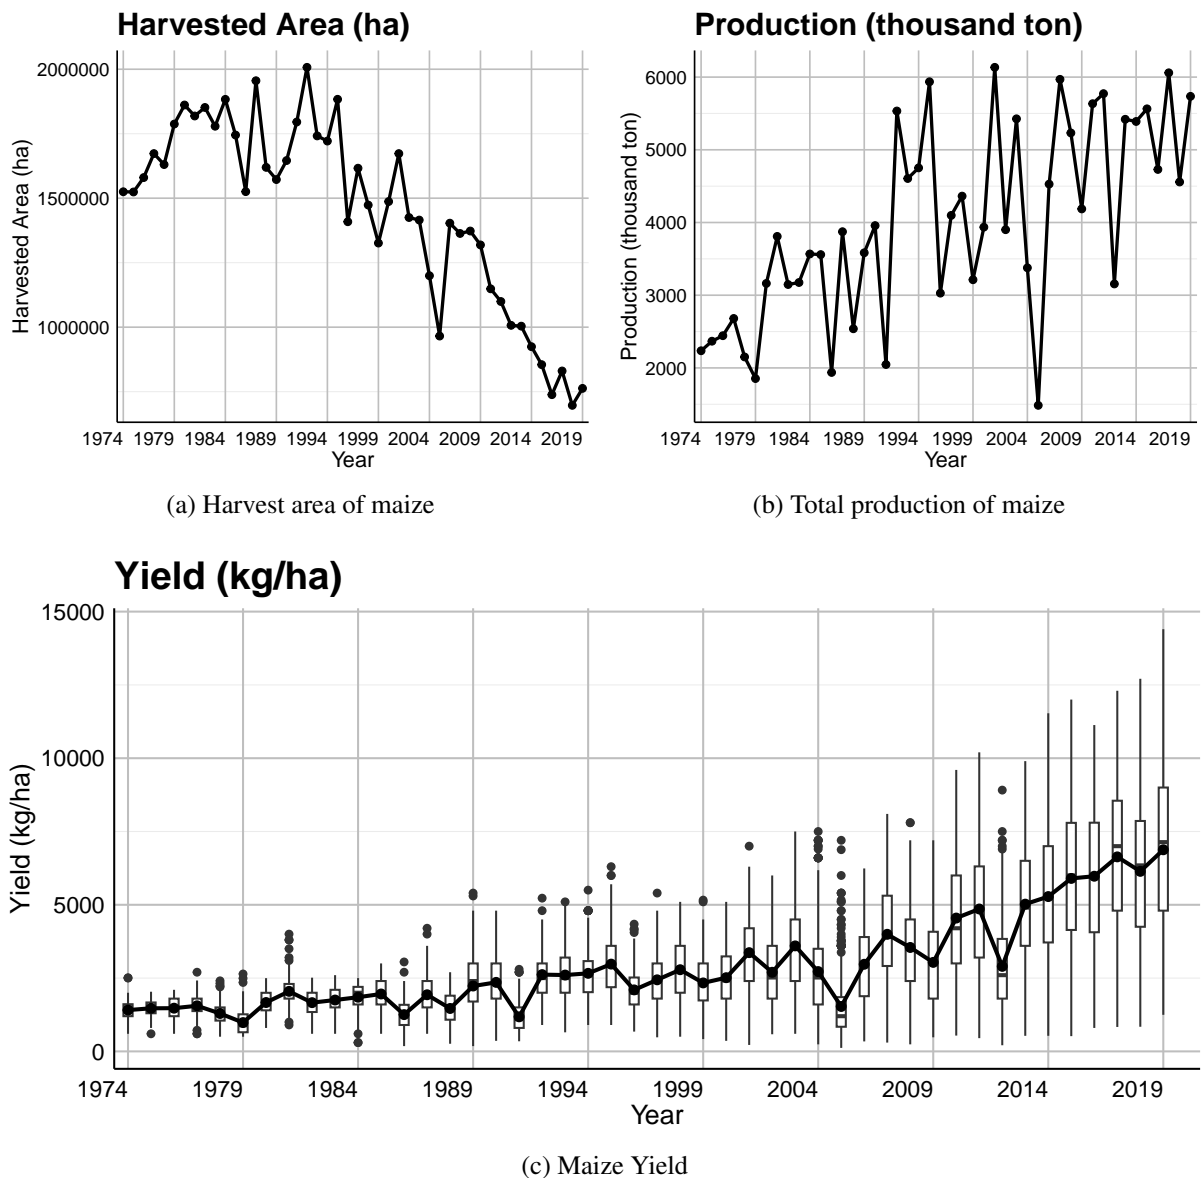 Harvested Area (ha)
Harvested Area (ha)
2000000
1500000
1000000
1974 1979 1984 1989 1994 1999 2004 2009 2014 2019
Year
(a) Harvest area of maize
Production (thousand ton)
Production (thousand ton)
6000
5000
4000
3000
2000
1974 1979 1984 1989 1994 1999 2004 2009 2014 2019
Year
(b) Total production of maize
Yield (kg/ha)
Yield (kg/ha)
15000
10000
5000
0
1974 1979 1984 1989 1994 1999 2004 2009 2014 2019
Year
(c) Maize Yield